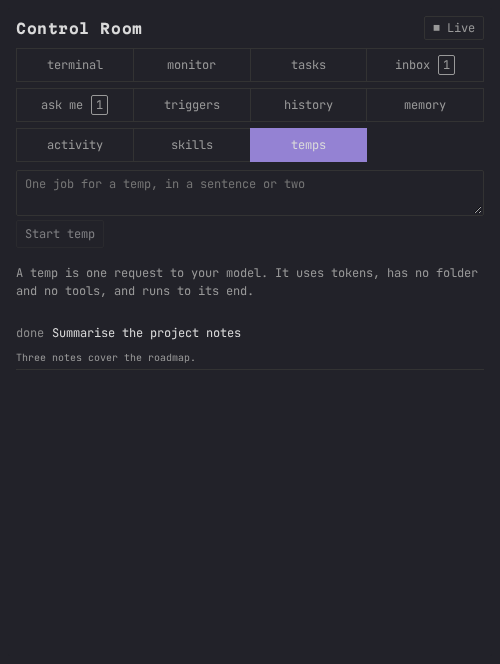 Control Room
Live
terminal
monitor
tasks
inbox 1
ask me 1
triggers
history
memory
activity
skills
temps
One job for a temp, in a sentence or two
Start temp
A temp is one request to your model. It uses tokens, has no folder
and no tools, and runs to its end.
done Summarise the project notes
Three notes cover the roadmap.